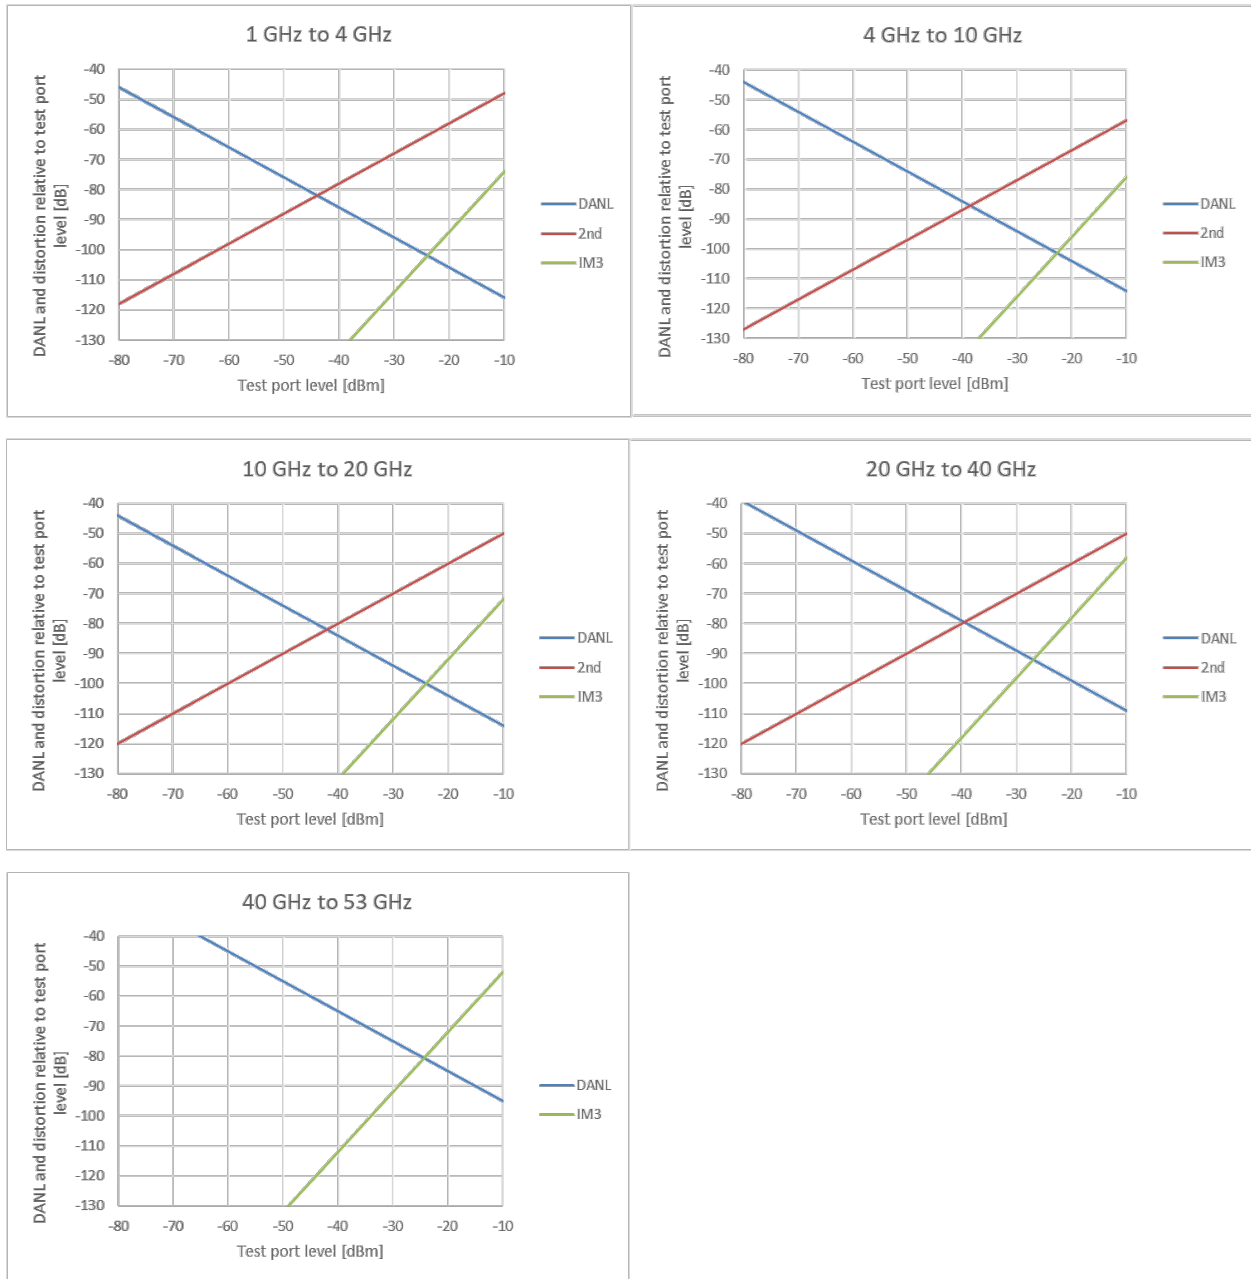 1 GHz to 4 GHz
DANL and distortion relative to test port
level [dB]
-40
-50
-60
-70
-80
-90
-100
-110
-120
-130
-80 -70 -60 -50 -40 -30 -20 -10
Test port level [dBm]
DANL
2nd
IM3
4 GHz to 10 GHz
DANL and distortion relative to test port
level [dB]
-40
-50
-60
-70
-80
-90
-100
-110
-120
-130
-80 -70 -60 -50 -40 -30 -20 -10
Test port level [dBm]
DANL
2nd
IM3
10 GHz to 20 GHz
DANL and distortion relative to test port
level [dB]
-40
-50
-60
-70
-80
-90
-100
-110
-120
-130
-80 -70 -60 -50 -40 -30 -20 -10
Test port level [dBm]
DANL
2nd
IM3
20 GHz to 40 GHz
DANL and distortion relative to test port
level [dB]
-40
-50
-60
-70
-80
-90
-100
-110
-120
-130
-80 -70 -60 -50 -40 -30 -20 -10
Test port level [dBm]
DANL
2nd
IM3
40 GHz to 53 GHz
DANL and distortion relative to test port
level [dB]
-40
-50
-60
-70
-80
-90
-100
-110
-120
-130
-80 -70 -60 -50 -40 -30 -20 -10
Test port level [dBm]
DANL
IM3